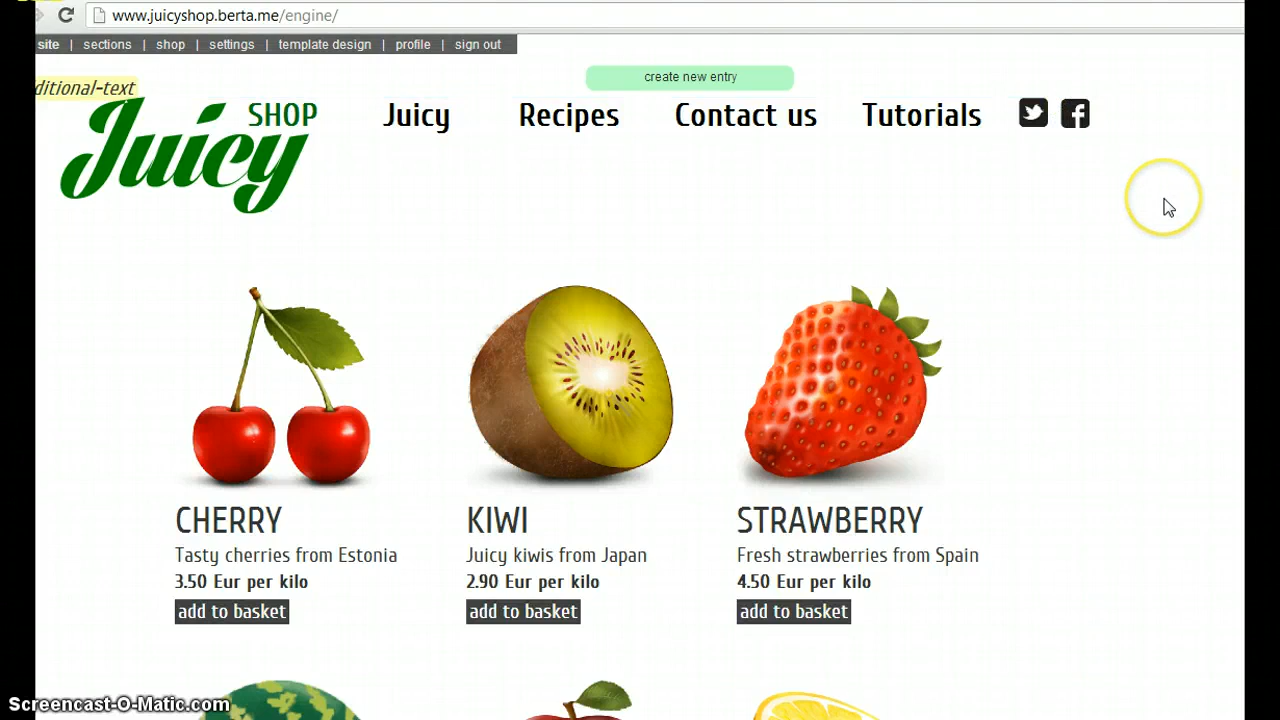 www.juicyshop.berta.me/engine/
site | sections | shop | settings | template design | profile | sign out
create new entry
ditional-text
Juicy SHOP
Juicy Recipes Contact us Tutorials
CHERRY
Tasty cherries from Estonia
3.50 Eur per kilo
add to basket
KIWI
Juicy kiwis from Japan
2.90 Eur per kilo
add to basket
STRAWBERRY
Fresh strawberries from Spain
4.50 Eur per kilo
add to basket
Screencast-O-Matic.com